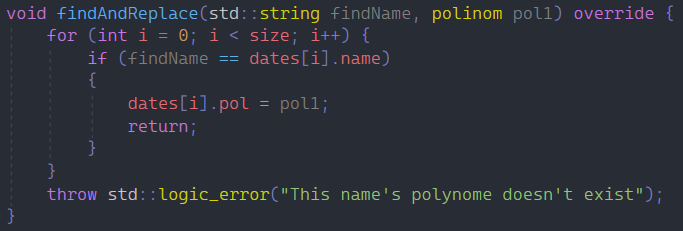 void findAndReplace(std::string findName, polinom pol1) override {
for (int i = 0; i < size; i++) {
if (findName == dates[i].name)
{
dates[i].pol = pol1;
return;
}
}
throw std::logic_error("This name's polynome doesn't exist");
}